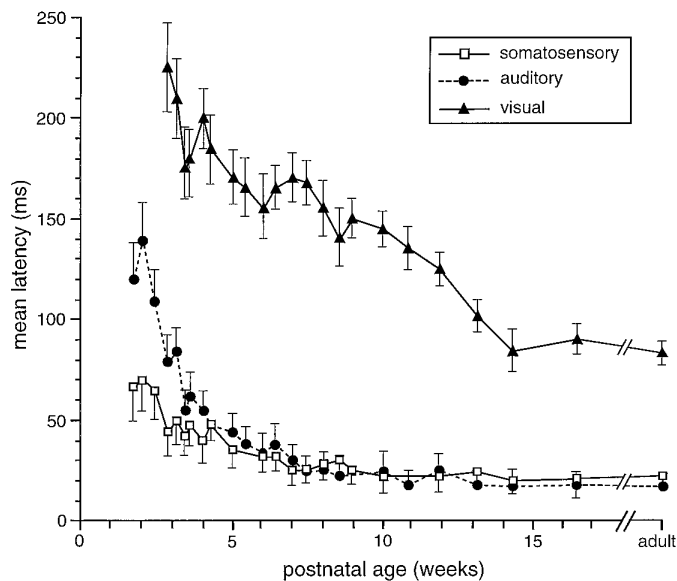 250
200
150
100
50
0
mean latency (ms)
somatosensory
auditory
visual
0 5 10 15 adult
postnatal age (weeks)